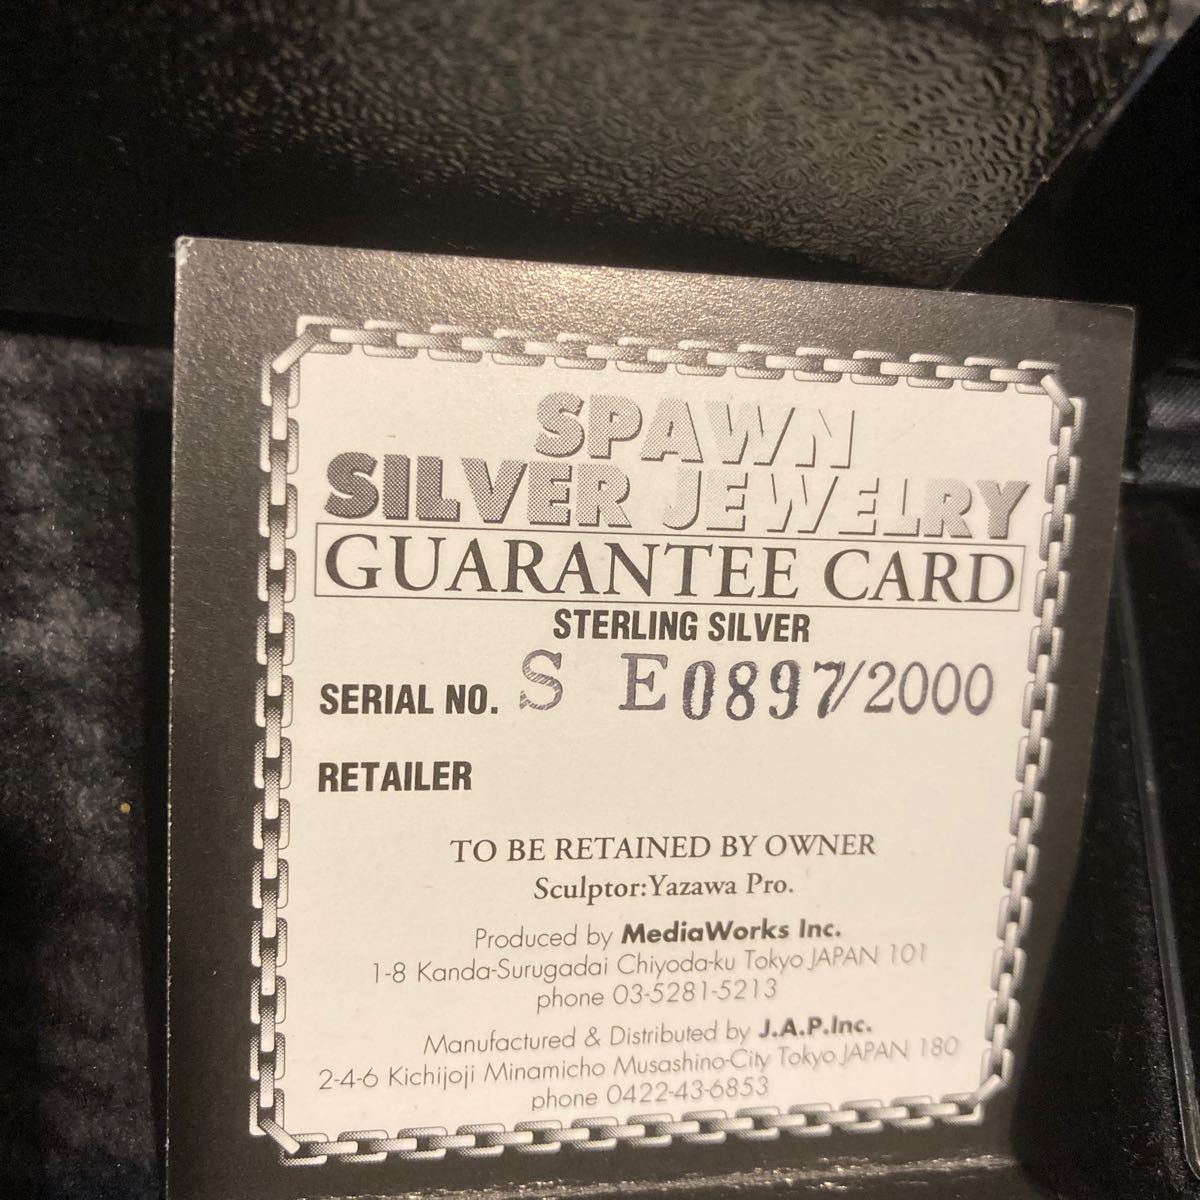 SPAWN
SILVER JEWELRY
GUARANTEE CARD
STERLING SILVER
SERIAL NO. S E0897/2000
RETAILER
TO BE RETAINED BY OWNER
Sculptor:Yazawa Pro.
Produced by MediaWorks Inc.
1-8 Kanda-Surugadai Chiyoda-ku Tokyo JAPAN 101
phone 03-5281-5213
Manufactured & Distributed by J.A.P.Inc.
2-4-6 Kichijoji Minamicho Musashino-City Tokyo JAPAN 180
phone 0422-43-6853